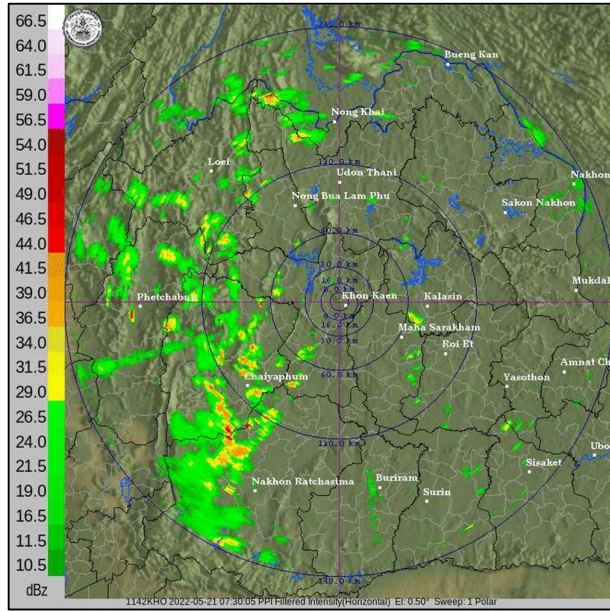 66.5
64.0
61.5
59.0
56.5
54.0
51.5
49.0
46.5
44.0
41.5
39.0
36.5
34.0
31.5
29.0
26.5
24.0
21.5
19.0
16.5
11.5
10.5
dBz
Bueng Kan
Nong Khai
Loei
Udon Thani
Nakhon
Nong Bua Lam Phu
Sakon Nakhon
Mukdah
Phetchabun
Khon Kaen
Kalasin
Maha Sarakham
Roi Et
Amnat Ch
Chaiyaphum
Yasothon
120.0 km
Ubo
Sisaket
Buriram
Nakhon Ratchasima
Surin
1142KHO 2022-05-21 07:30:05 PPI Filtered Intensity(Horizontal) El: 0.50° Sweep: 1 Polar